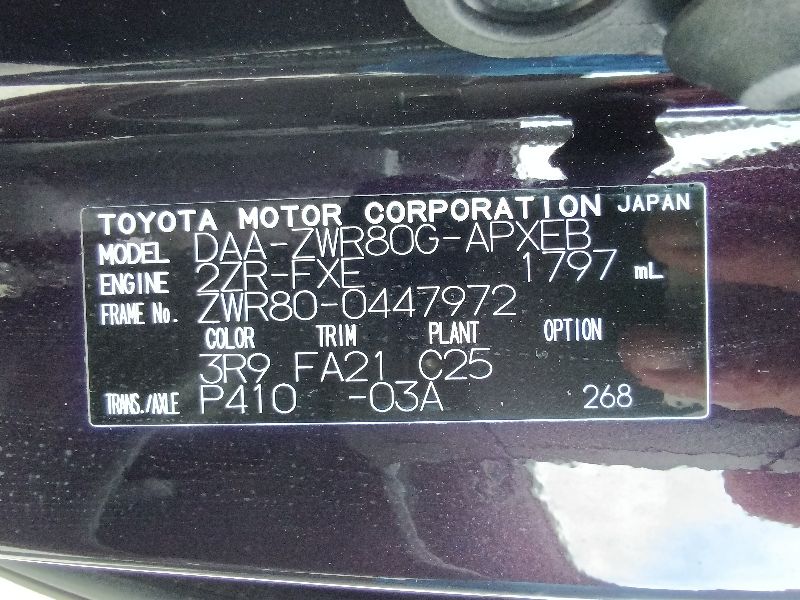 TOYOTA MOTOR CORPORATION JAPAN
MODEL DAA-ZWR80G-APXEB
ENGINE 2ZR-FXE 1797 mL
FRAME No. ZWR80-0447972
COLOR TRIM PLANT OPTION
3R9 FA21 C25
TRANS./AXLE P410 -03A 268